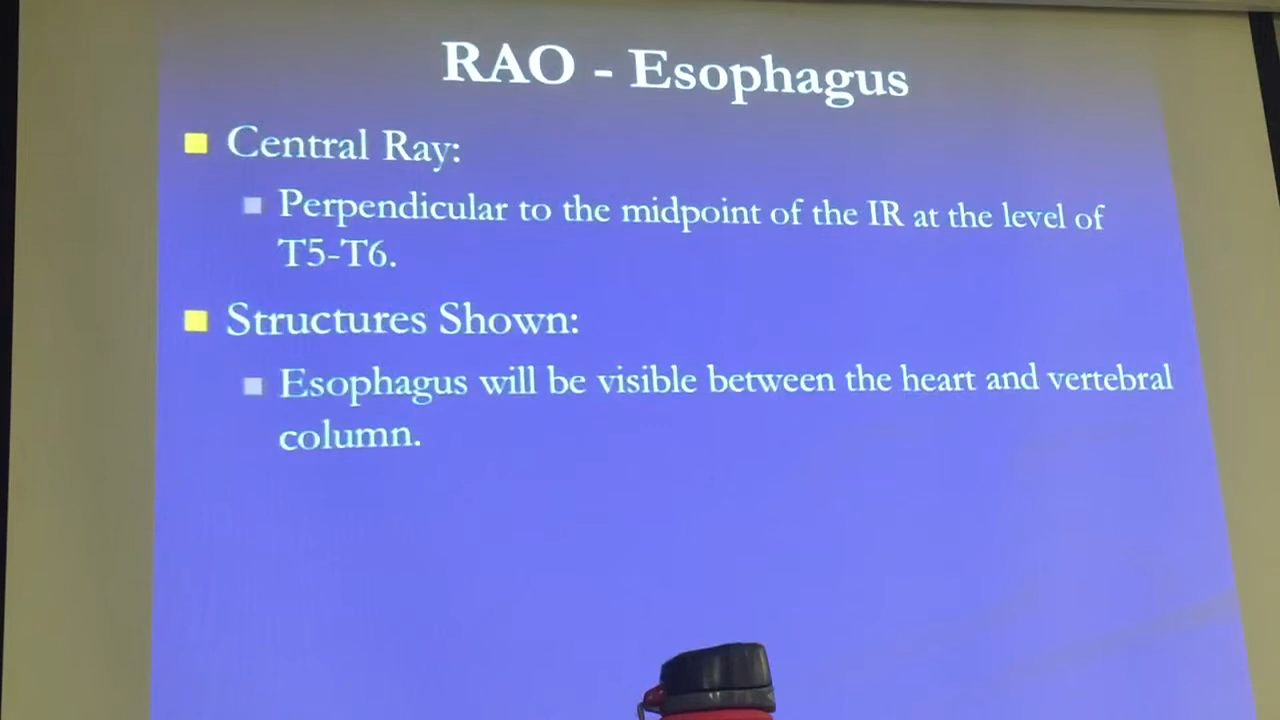 RAO - Esophagus
Central Ray:
Perpendicular to the midpoint of the IR at the level of
T5-T6.
Structures Shown:
Esophagus will be visible between the heart and vertebral
column.